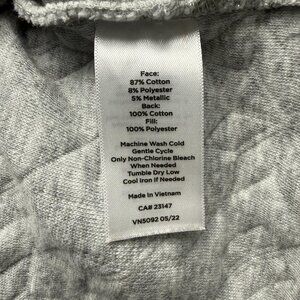 Face:
87% Cotton
8% Polyester
5% Metallic
Back:
100% Cotton
Fill:
100% Polyester
Machine Wash Cold
Gentle Cycle
Only Non-Chlorine Bleach
When Needed
Tumble Dry Low
Cool Iron If Needed
Made In Vietnam
CA# 23147
VN5092 05/22